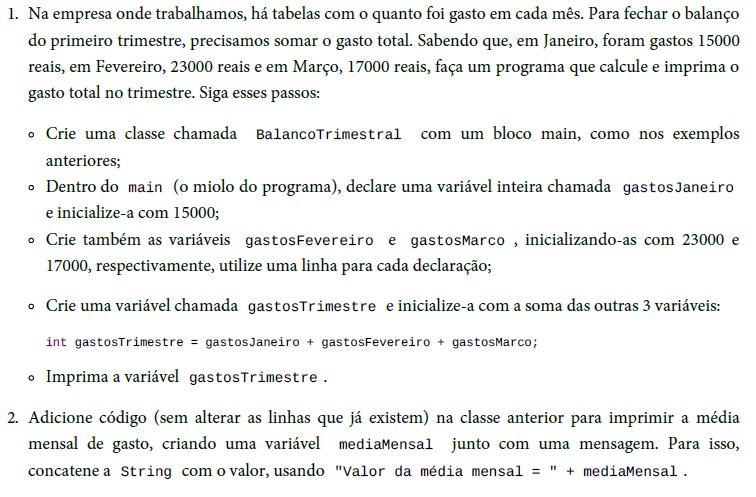 1. Na empresa onde trabalhamos, há tabelas com o quanto foi gasto em cada mês. Para fechar o balanço
do primeiro trimestre, precisamos somar o gasto total. Sabendo que, em Janeiro, foram gastos 15000
reais, em Fevereiro, 23000 reais e em Março, 17000 reais, faça um programa que calcule e imprima o
gasto total no trimestre. Siga esses passos:
Crie uma classe chamada BalancoTrimestral com um bloco main, como nos exemplos
anteriores;
Dentro do main (o miolo do programa), declare uma variável inteira chamada gastosJaneiro
e inicialize-a com 15000;
Crie também as variáveis gastosFevereiro e gastosMarco , inicializando-as com 23000 e
17000, respectivamente, utilize uma linha para cada declaração;
Crie uma variável chamada gastosTrimestre e inicialize-a com a soma das outras 3 variáveis:
int gastosTrimestre = gastosJaneiro + gastosFevereiro + gastosMarco;
Imprima a variável gastosTrimestre .
2. Adicione código (sem alterar as linhas que já existem) na classe anterior para imprimir a média
mensal de gasto, criando uma variável mediaMensal junto com uma mensagem. Para isso,
concatene a String com o valor, usando "Valor da média mensal = " + mediaMensal .